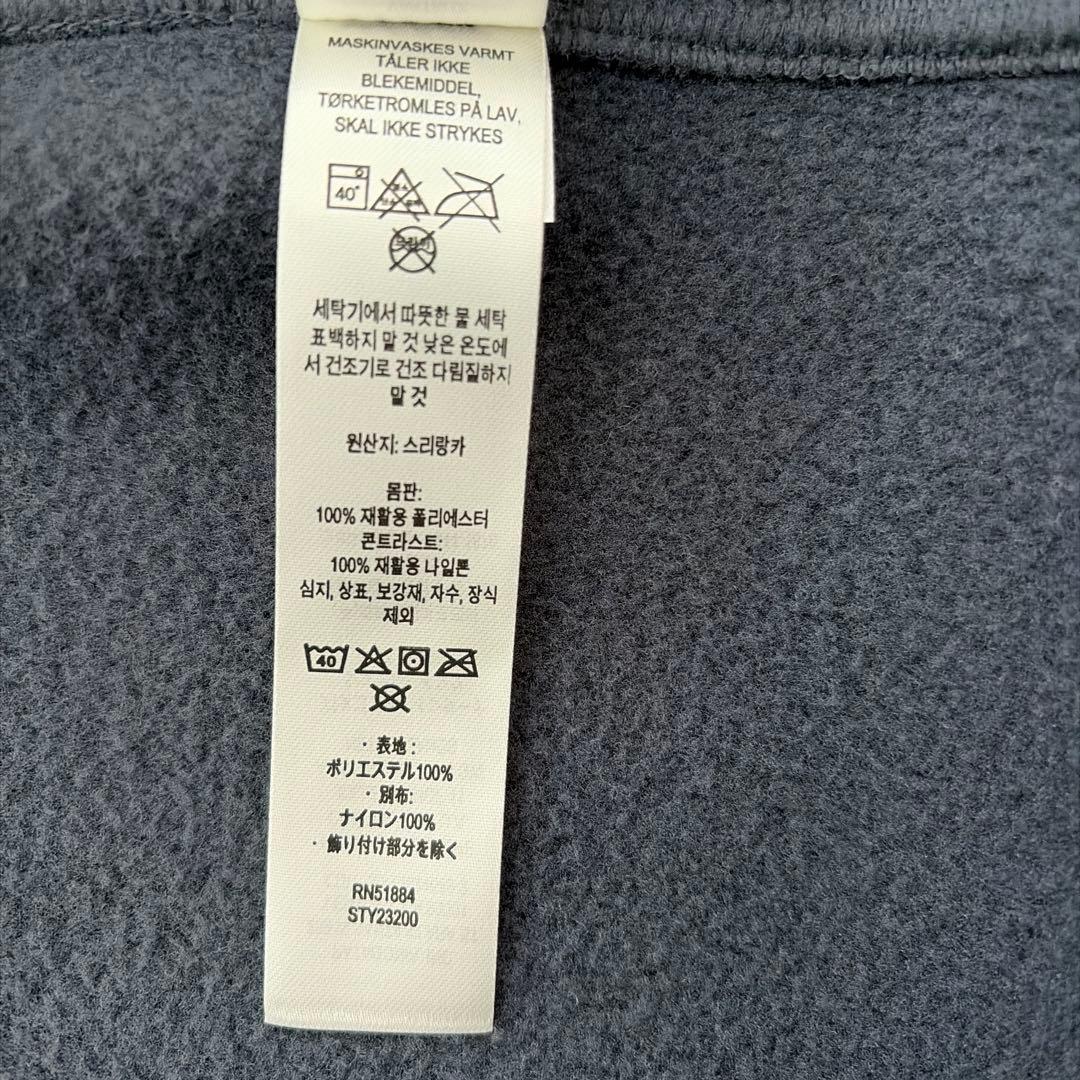 MASKINVASKES VARMT
TÅLER IKKE
BLEKEMIDDEL,
TØRKETROMLES PÅ LAV,
SKAL IKKE STRYKES
40°
세탁기에서 따뜻한 물 세탁
표백하지 말 것 낮은 온도에
서 건조기로 건조 다림질하지
말 것
원산지: 스리랑카
몸판:
100% 재활용 폴리에스터
콘트라스트:
100% 재활용 나일론
심지, 상표, 보강재, 자수, 장식
제외
40
· 表地 :
ポリエステル100%
· 別布:
ナイロン100%
· 飾り付け部分を除く
RN51884
STY23200